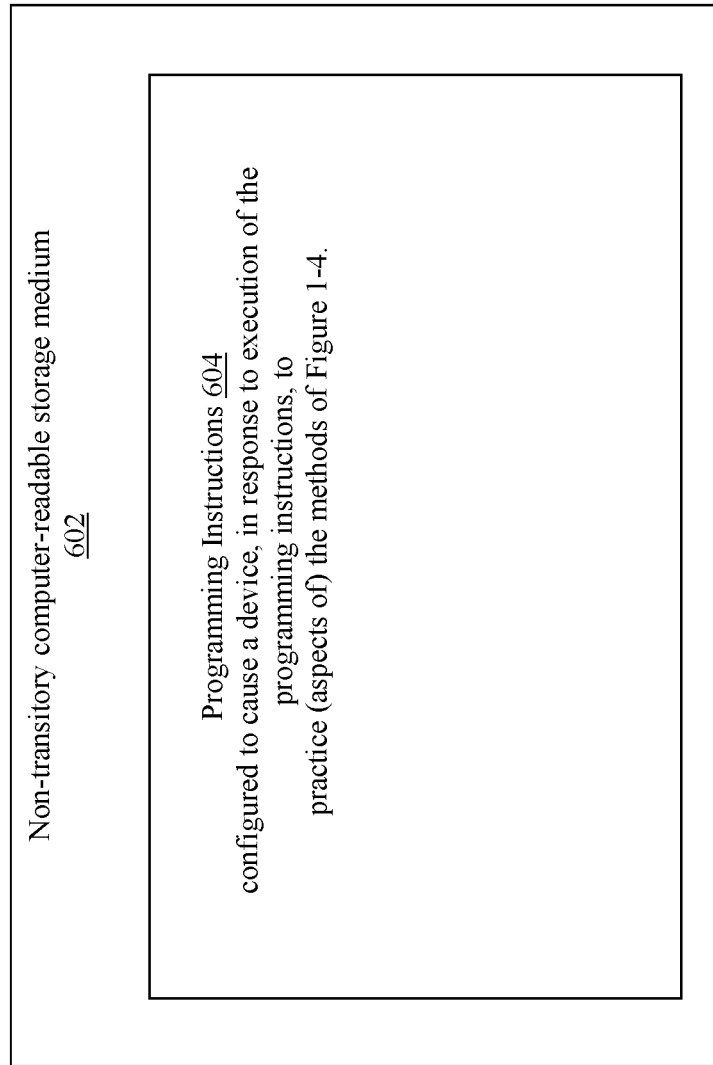 Non-transitory computer-readable storage medium
602
Programming Instructions 604
configured to cause a device, in response to execution of the
programming instructions, to
practice (aspects of) the methods of Figure 1-4.